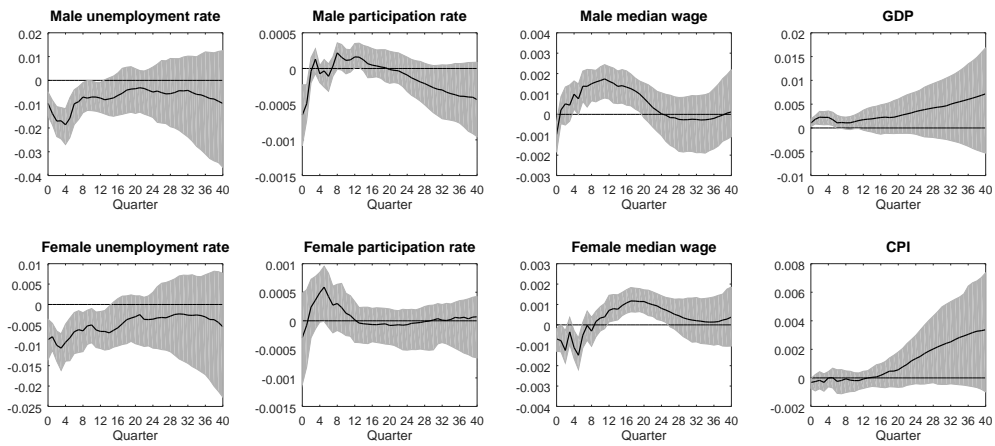 Male unemployment rate
0.02
0.01
0
-0.01
-0.02
-0.03
-0.04
0 4 8 12 16 20 24 28 32 36 40
Quarter
Male participation rate
0.0005
0
-0.0005
-0.001
-0.0015
0 4 8 12 16 20 24 28 32 36 40
Quarter
Male median wage
0.004
0.003
0.002
0.001
0
-0.001
-0.002
-0.003
0 4 8 12 16 20 24 28 32 36 40
Quarter
GDP
0.02
0.015
0.01
0.005
0
-0.005
-0.01
0 4 8 12 16 20 24 28 32 36 40
Quarter
Female unemployment rate
0.01
0.005
0
-0.005
-0.01
-0.015
-0.02
-0.025
0 4 8 12 16 20 24 28 32 36 40
Quarter
Female participation rate
0.001
0.0005
0
-0.0005
-0.001
-0.0015
0 4 8 12 16 20 24 28 32 36 40
Quarter
Female median wage
0.003
0.002
0.001
0
-0.001
-0.002
-0.003
-0.004
0 4 8 12 16 20 24 28 32 36 40
Quarter
CPI
0.008
0.006
0.004
0.002
0
-0.002
0 4 8 12 16 20 24 28 32 36 40
Quarter